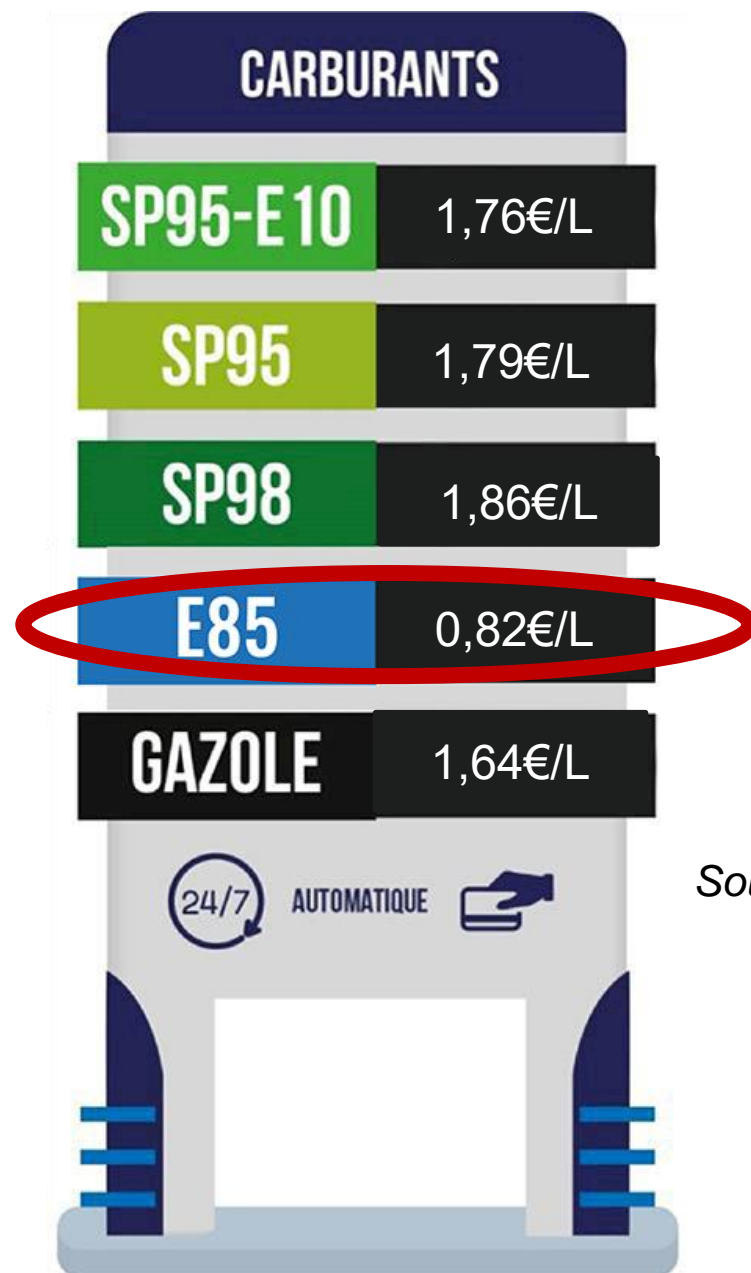 CARBURANTS
SP95-E10 1,76€/L
SP95 1,79€/L
SP98 1,86€/L
E85 0,82€/L
GAZOLE 1,64€/L
24/7 AUTOMATIQUE